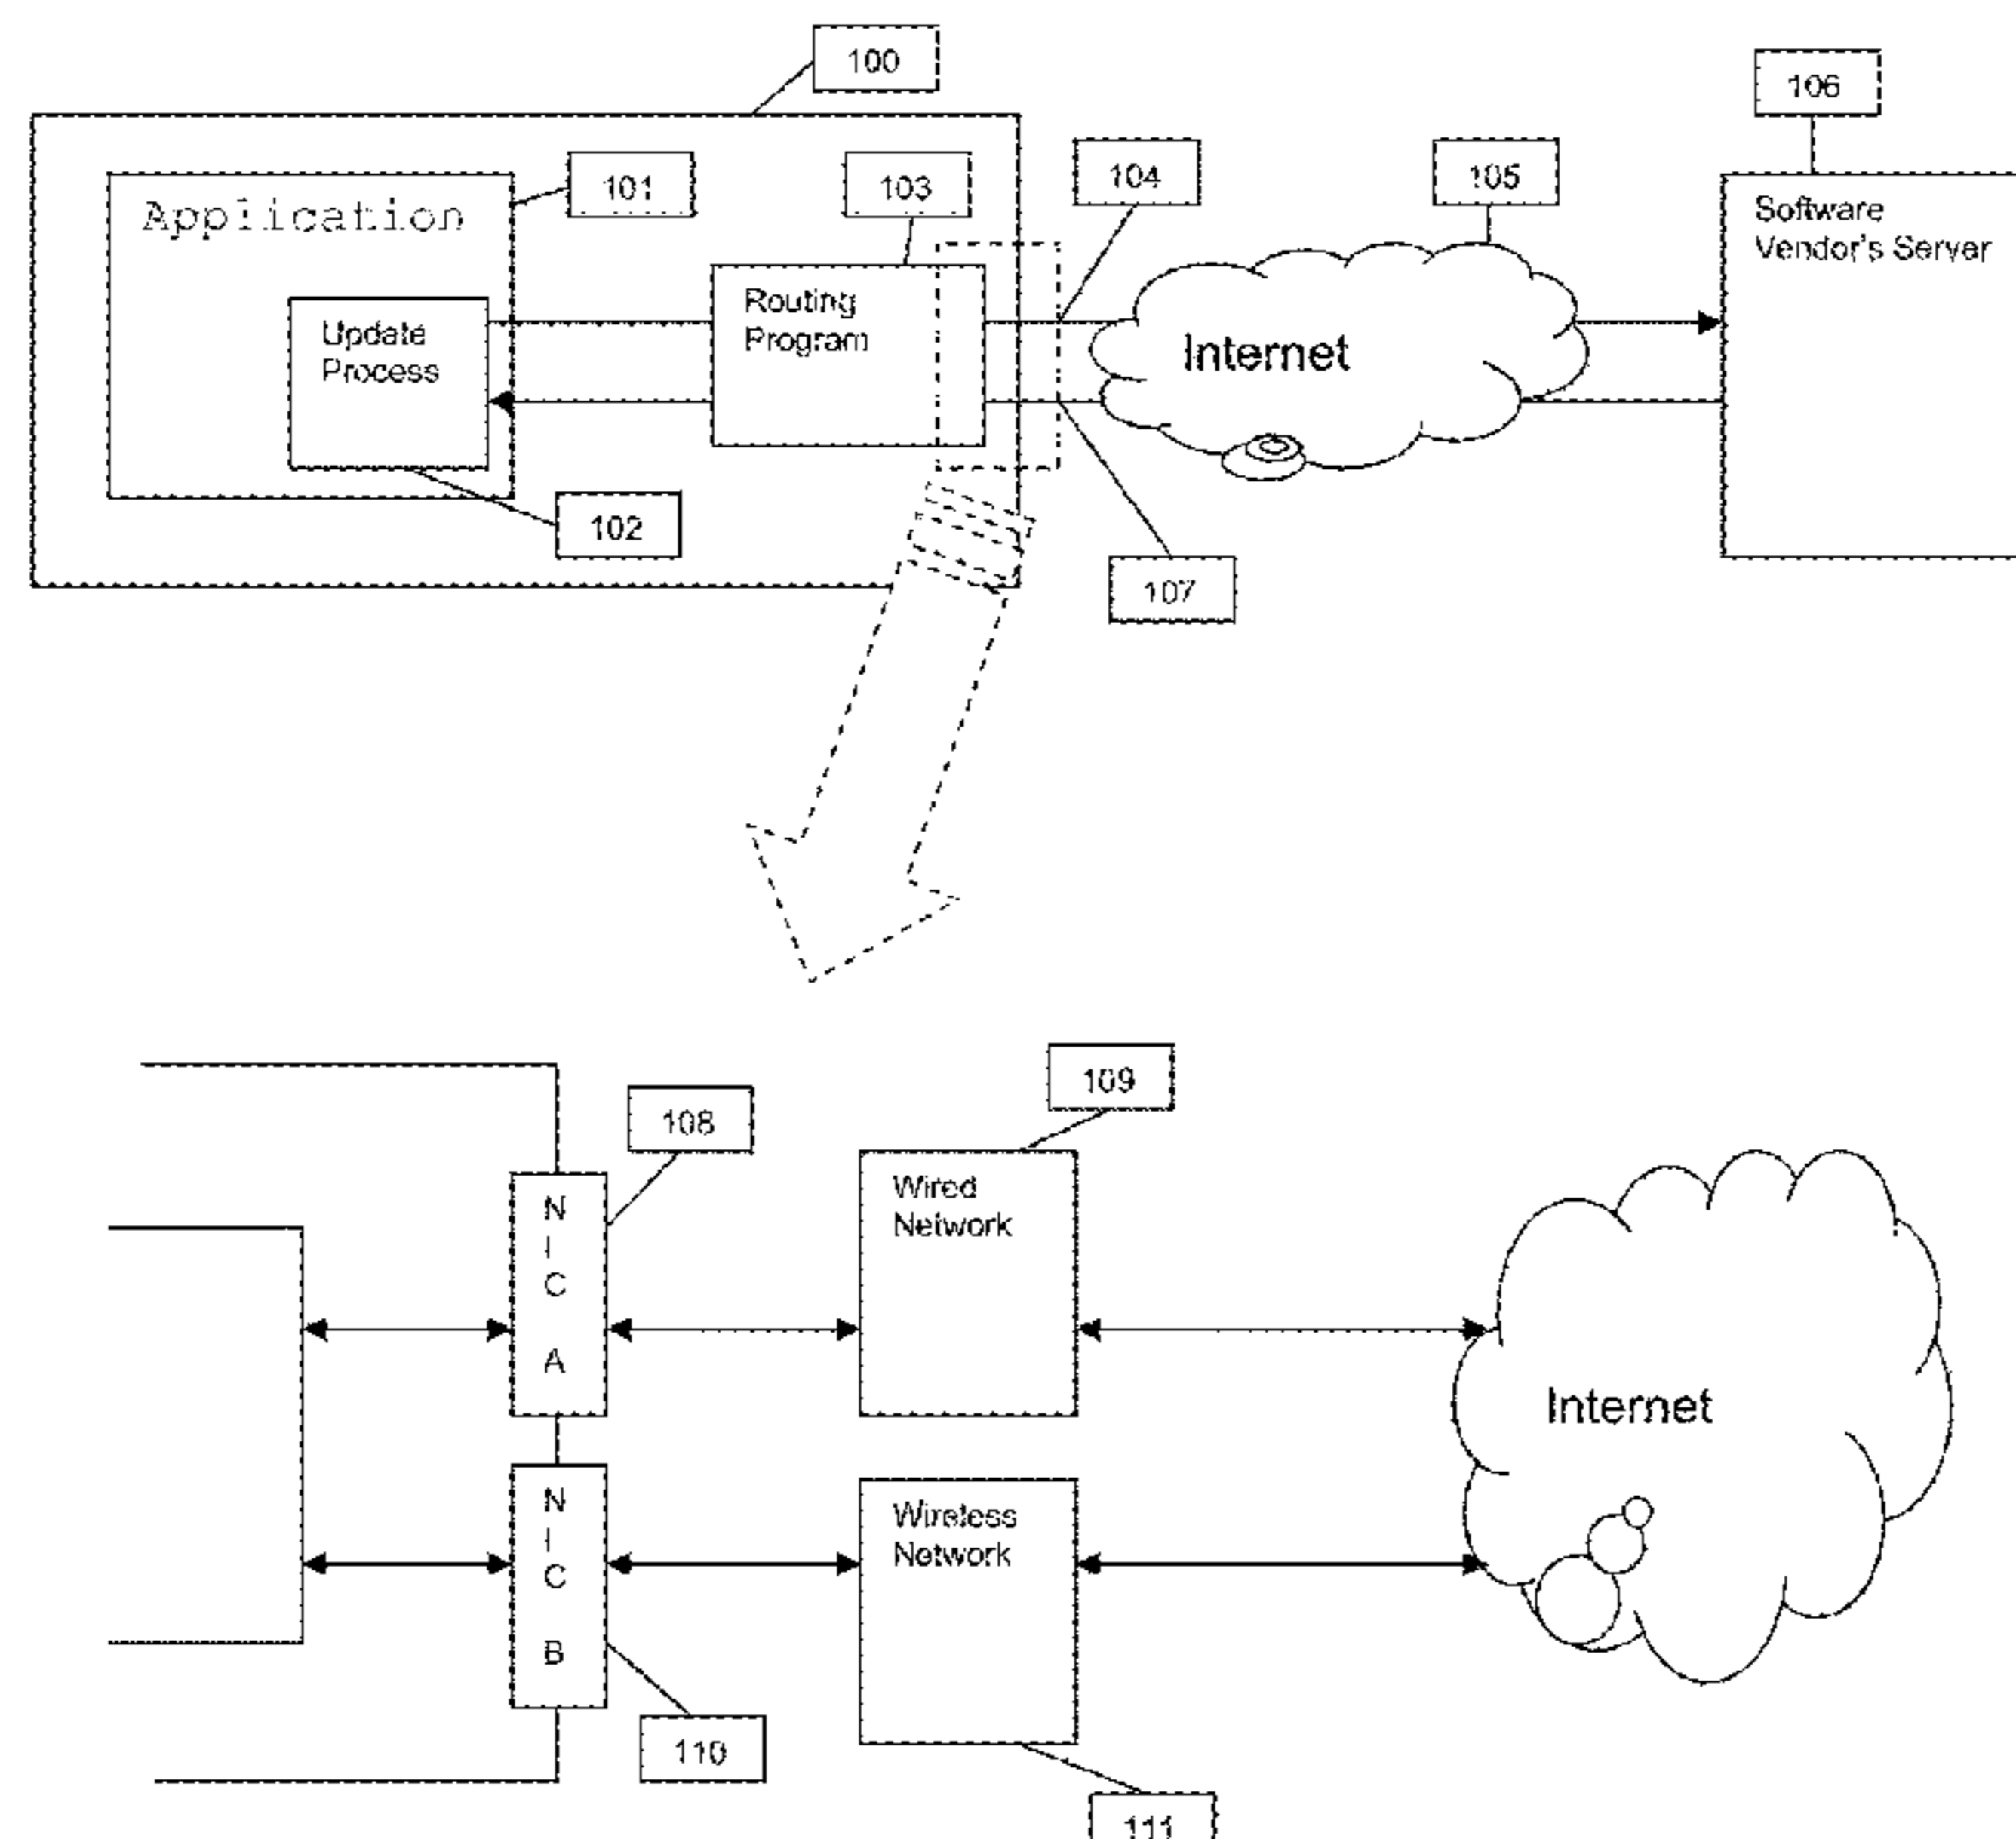 100
106
101
103
104
105
Application
Software
Vendor's Server
Routing
Program
Update
Process
Internet
102
107
109
108
N
I
C
A
Wired
Network
Internet
N
I
C
B
Wireless
Network
110
111